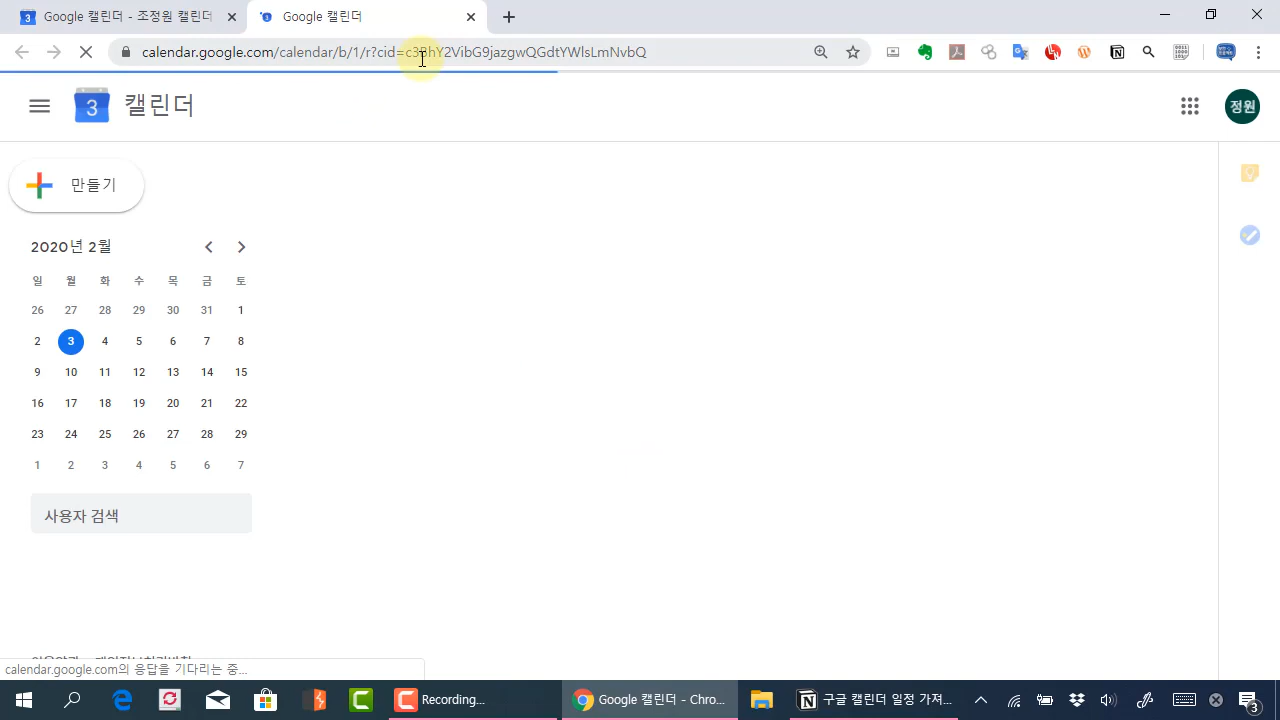 Google 캘린더 - 조정원 캘린더
Google 캘린더
calendar.google.com/calendar/b/1/r?cid=c3BhY2VibG9jazgwQGdtYWlsLmNvbQ
3
캘린더
정원
만들기
2020년 2월
일 월 화 수 목 금 토
26 27 28 29 30 31 1
2 3 4 5 6 7 8
9 10 11 12 13 14 15
16 17 18 19 20 21 22
23 24 25 26 27 28 29
1 2 3 4 5 6 7
사용자 검색
calendar.google.com의 응답을 기다리는 중...
Recording...
Google 캘린더 - Chro...
구글 캘린더 일정 가져...
3